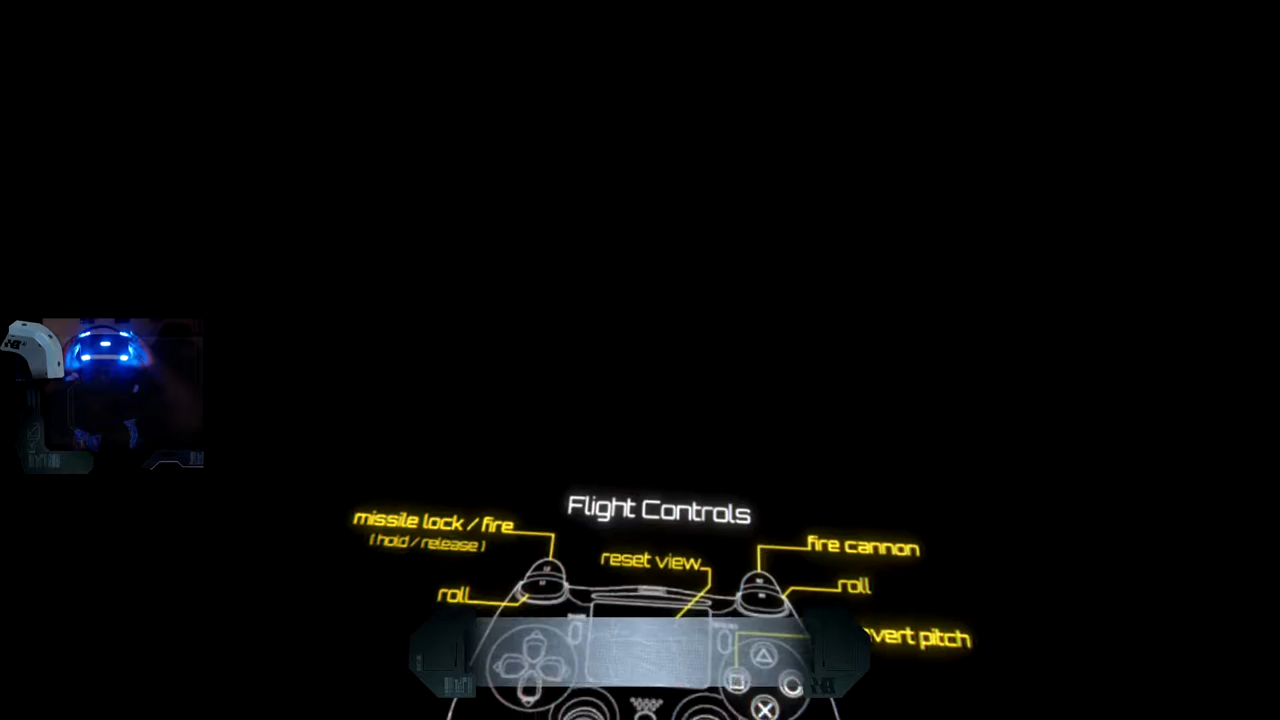 Flight Controls
missile lock / fire
( hold / release )
reset view
fire cannon
roll
roll
vert pitch